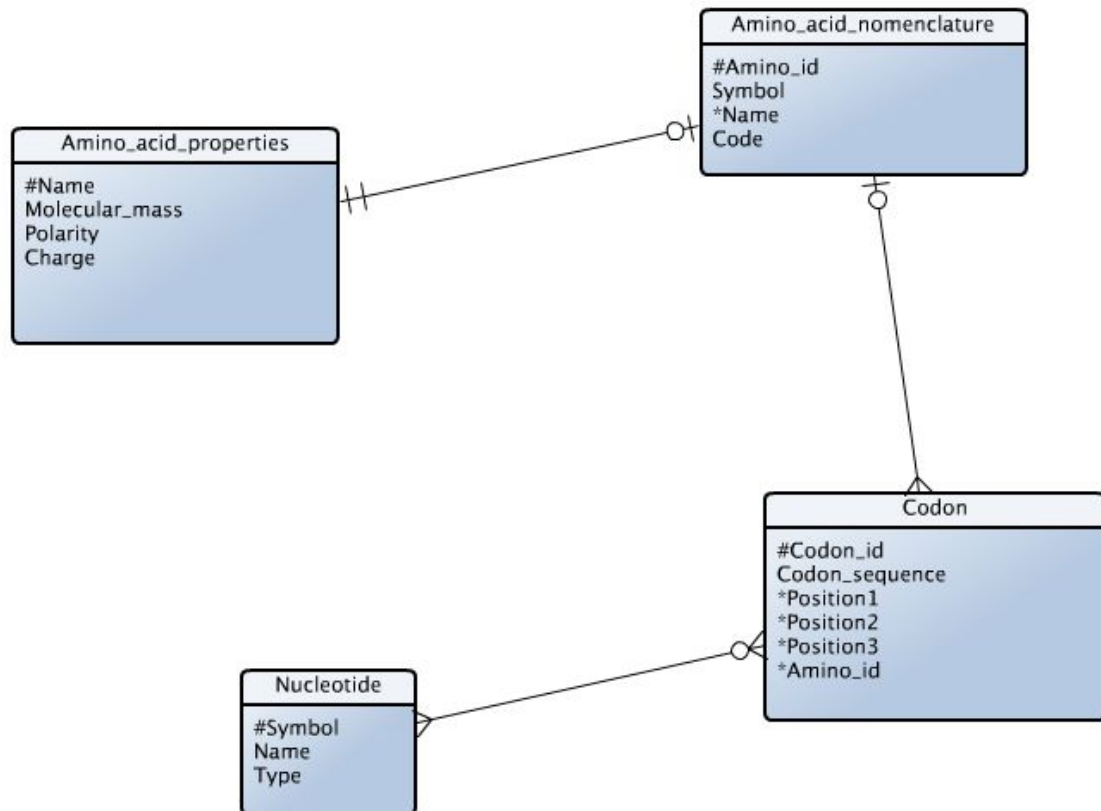 Amino_acid_nomenclature
#Amino_id
Symbol
*Name
Code
Amino_acid_properties
#Name
Molecular_mass
Polarity
Charge
Codon
#Codon_id
Codon_sequence
*Position1
*Position2
*Position3
*Amino_id
Nucleotide
#Symbol
Name
Type